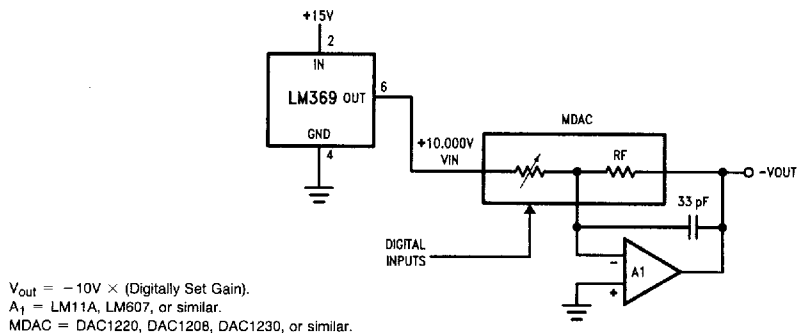 +15V
2
IN
LM369 OUT
6
GND
4
+10.000V
VIN
MDAC
RF
-VOUT
33 pF
DIGITAL
INPUTS
-
A1
+
Vout = −10V × (Digitally Set Gain).
A1 = LM11A, LM607, or similar.
MDAC = DAC1220, DAC1208, DAC1230, or similar.